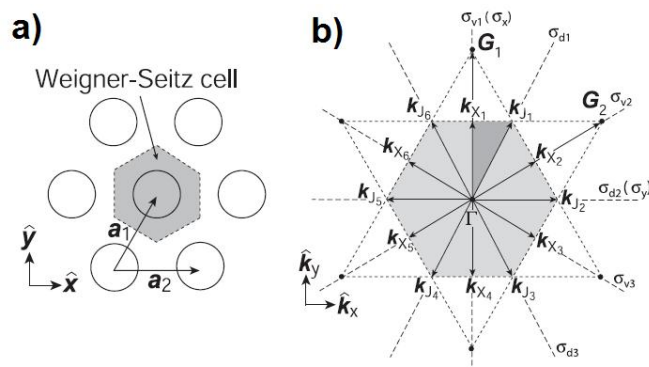 a)
Weigner-Seitz cell
a1
a2
ŷ
x̂
b)
σv1(σx)
σd1
G1
G2
σv2
kJ6
kX1
kJ1
kX6
kX2
kJ5
Γ
kJ2
σd2(σy)
kX5
kX3
k̂y
k̂x
kJ4
kX4
kJ3
σv3
σd3